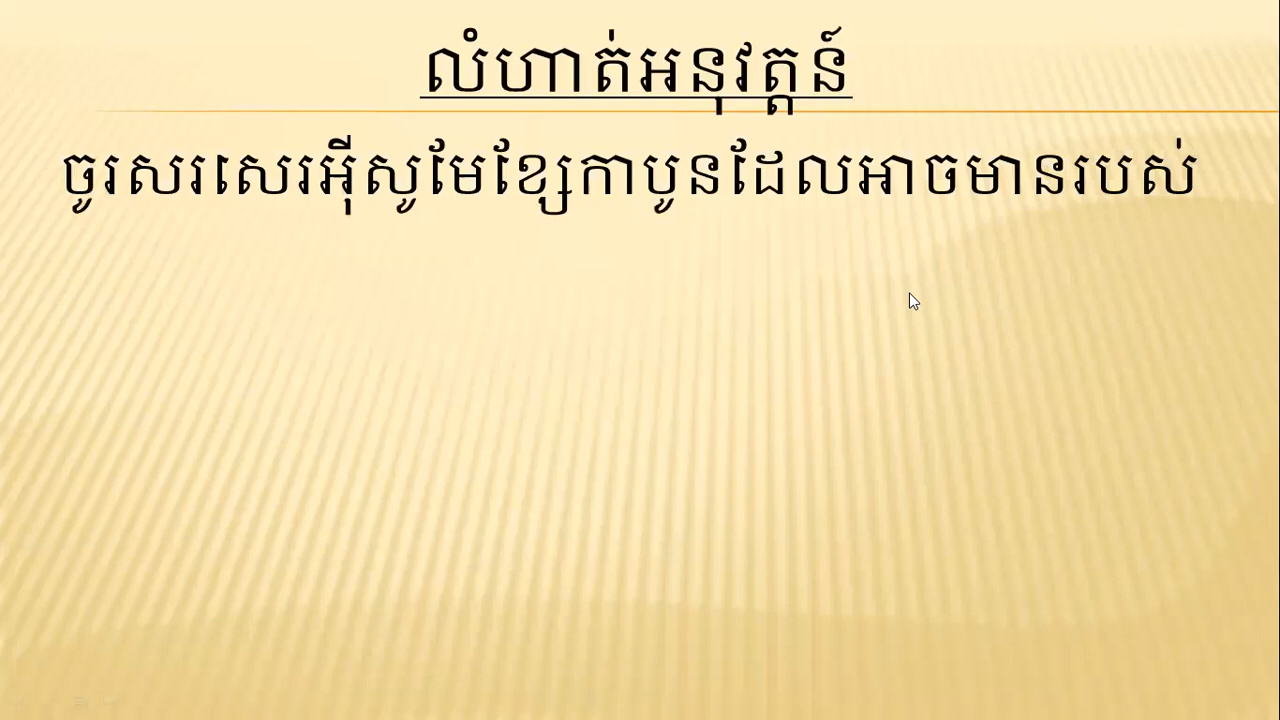 លំហាត់អនុវត្តន៍
ចូរសរសេរអ៊ីសូមែខ្សែកាបូនដែលអាចមានរបស់